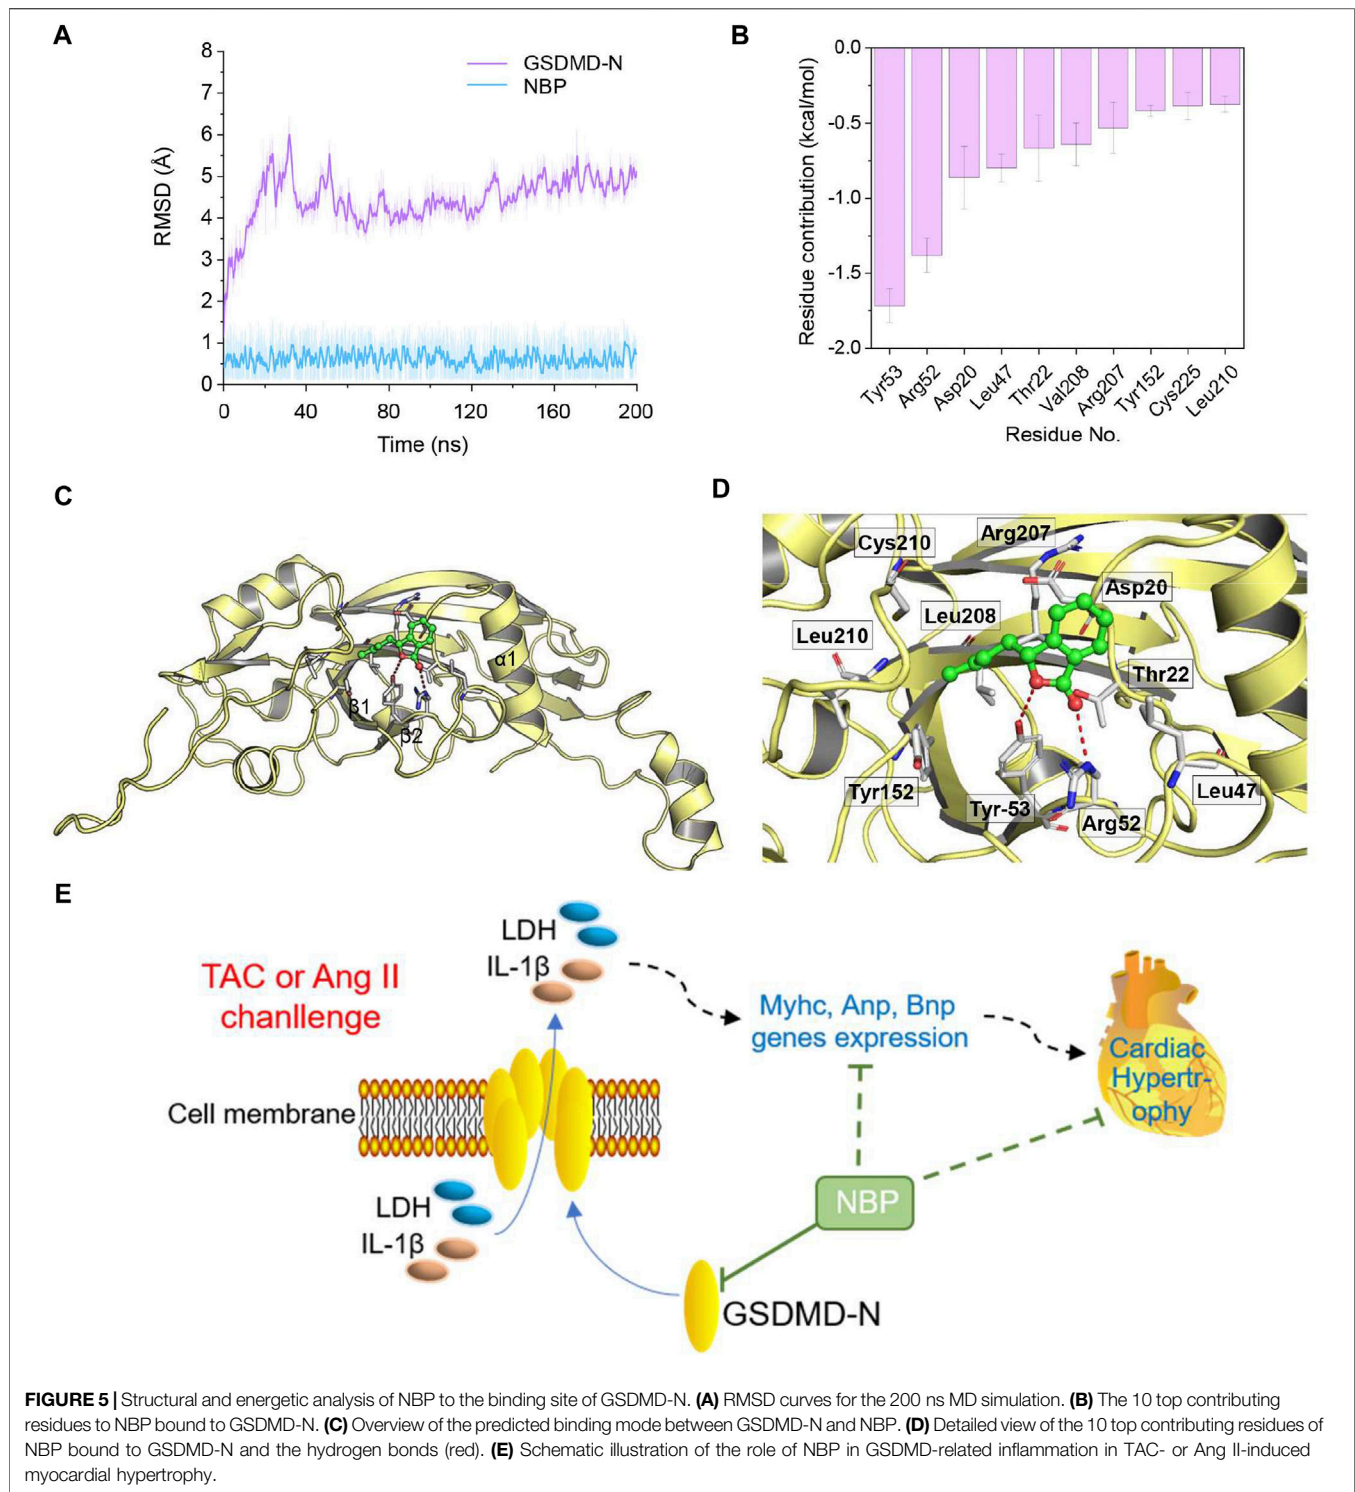 A
8
7
6
5
4
3
2
1
0
RMSD (Å)
GSDMD-N
NBP
0
40
80
120
160
200
Time (ns)
B
0.0
-0.5
-1.0
-1.5
-2.0
Residue contribution (kcal/mol)
Tyr53
Arg52
Asp20
Leu47
Thr22
Val208
Arg207
Tyr152
Cys225
Leu210
Residue No.
C
α1
β1
β2
D
Cys210
Arg207
Asp20
Leu208
Leu210
Thr22
Tyr152
Tyr-53
Arg52
Leu47
E
TAC or Ang II
chanllenge
LDH
IL-1β
Myhc, Anp, Bnp
genes expression
Cardiac
Hypertr-
ophy
Cell membrane
LDH
IL-1β
NBP
GSDMD-N
FIGURE 5 | Structural and energetic analysis of NBP to the binding site of GSDMD-N. (A) RMSD curves for the 200 ns MD simulation. (B) The 10 top contributing
residues to NBP bound to GSDMD-N. (C) Overview of the predicted binding mode between GSDMD-N and NBP. (D) Detailed view of the 10 top contributing residues of
NBP bound to GSDMD-N and the hydrogen bonds (red). (E) Schematic illustration of the role of NBP in GSDMD-related inflammation in TAC- or Ang II-induced
myocardial hypertrophy.